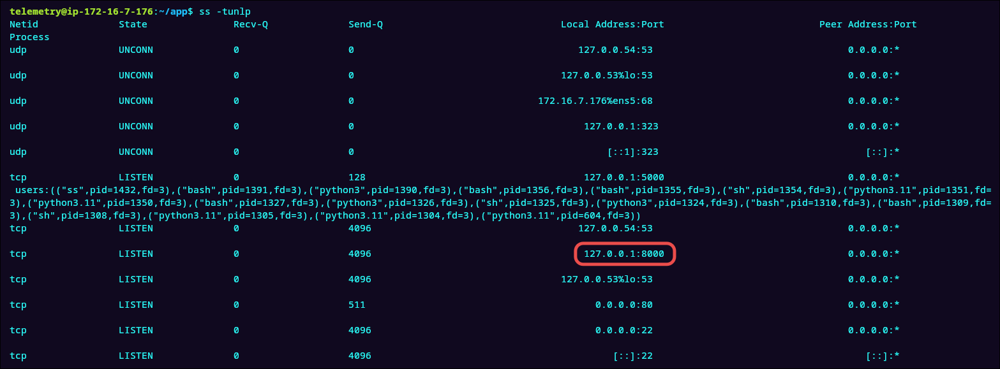 telemetry@ip-172-16-7-176:~/app$ ss -tunlp
Netid State Recv-Q Send-Q Local Address:Port Peer Address:Port
Process
udp UNCONN 0 0 127.0.0.54:53 0.0.0.0:*
udp UNCONN 0 0 127.0.0.53%lo:53 0.0.0.0:*
udp UNCONN 0 0 172.16.7.176%ens5:68 0.0.0.0:*
udp UNCONN 0 0 127.0.0.1:323 0.0.0.0:*
udp UNCONN 0 0 [::1]:323 [::]:*
tcp LISTEN 0 128 127.0.0.1:5000 0.0.0.0:*
users:(("ss",pid=1432,fd=3),("bash",pid=1391,fd=3),("python3",pid=1390,fd=3),("bash",pid=1356,fd=3),("bash",pid=1355,fd=3),("sh",pid=1354,fd=3),("python3.11",pid=1351,fd=
3),("python3.11",pid=1350,fd=3),("bash",pid=1327,fd=3),("python3",pid=1326,fd=3),("sh",pid=1325,fd=3),("python3",pid=1324,fd=3),("bash",pid=1310,fd=3),("bash",pid=1309,fd=
3),("sh",pid=1308,fd=3),("python3.11",pid=1305,fd=3),("python3.11",pid=1304,fd=3),("python3.11",pid=604,fd=3))
tcp LISTEN 0 4096 127.0.0.54:53 0.0.0.0:*
tcp LISTEN 0 4096 127.0.0.1:8000 0.0.0.0:*
tcp LISTEN 0 4096 127.0.0.53%lo:53 0.0.0.0:*
tcp LISTEN 0 511 0.0.0.0:80 0.0.0.0:*
tcp LISTEN 0 4096 0.0.0.0:22 0.0.0.0:*
tcp LISTEN 0 4096 [::]:22 [::]:*